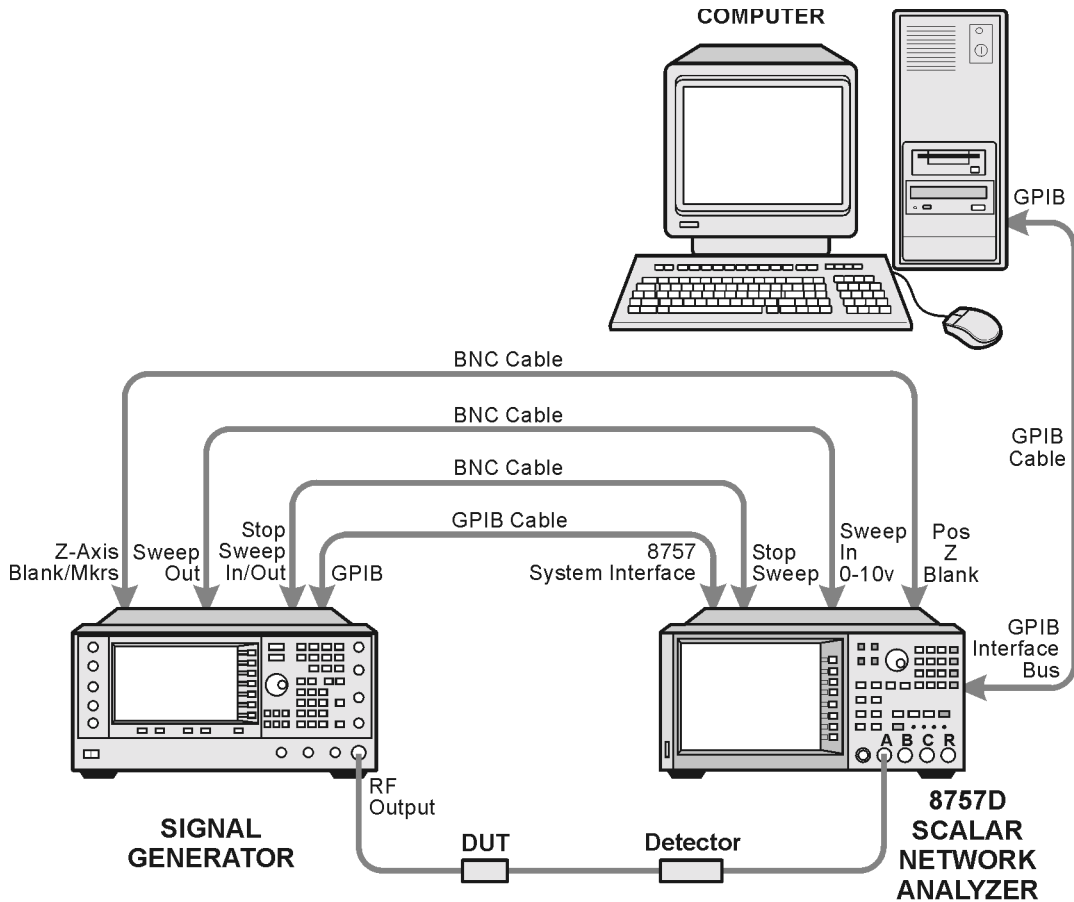 COMPUTER
GPIB
BNC Cable
BNC Cable
BNC Cable
GPIB Cable
GPIB
Cable
Z-Axis
Blank/Mkrs
Sweep
Out
Stop
Sweep
In/Out
GPIB
8757
System Interface
Stop
Sweep
Sweep
In
0-10v
Pos
Z
Blank
GPIB
Interface
Bus
A B C R
RF
Output
SIGNAL
GENERATOR
DUT
Detector
8757D
SCALAR
NETWORK
ANALYZER